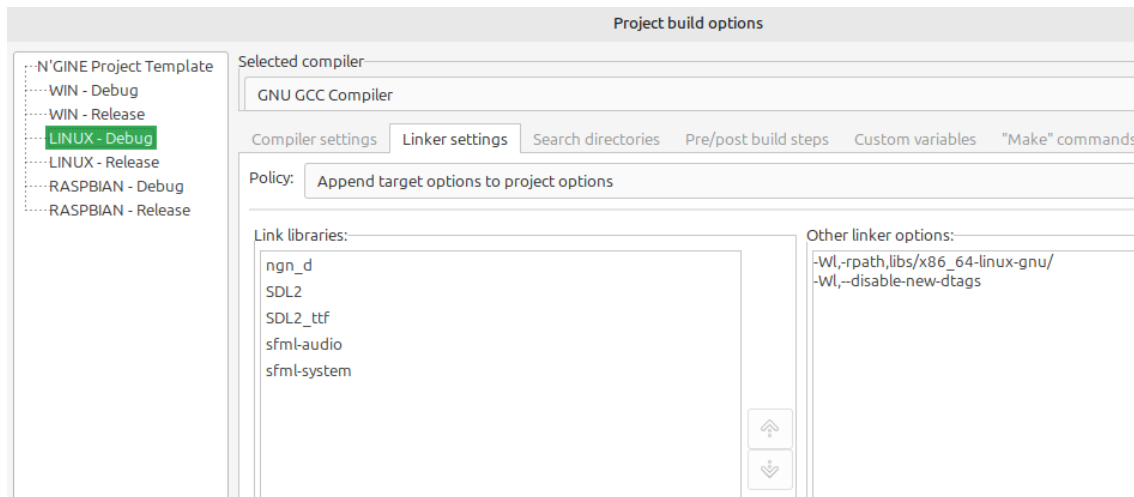 Project build options
N'GINE Project Template
WIN - Debug
WIN - Release
LINUX - Debug
LINUX - Release
RASPBIAN - Debug
RASPBIAN - Release
Selected compiler
GNU GCC Compiler
Compiler settings Linker settings Search directories Pre/post build steps Custom variables "Make" commands
Policy: Append target options to project options
Link libraries:
ngn_d
SDL2
SDL2_ttf
sfml-audio
sfml-system
Other linker options:
-Wl,-rpath,libs/x86_64-linux-gnu/
-Wl,--disable-new-dtags